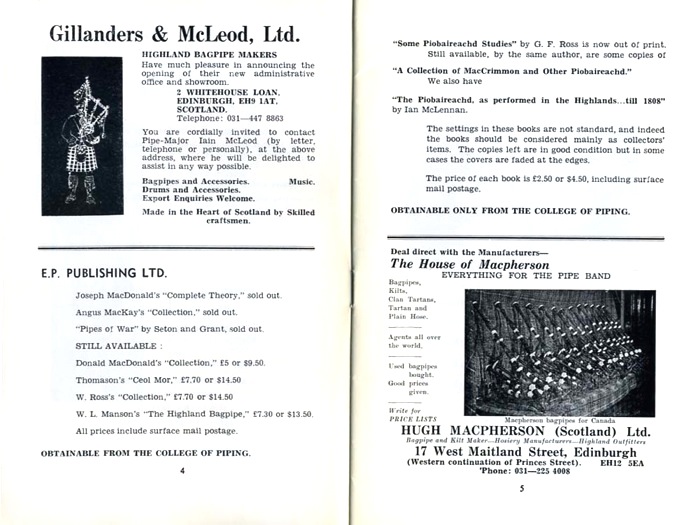 Gillanders & McLeod, Ltd.
HIGHLAND BAGPIPE MAKERS
Have much pleasure in announcing the
opening of their new administrative
office and showroom.
2 WHITEHOUSE LOAN,
EDINBURGH, EH9 1AT,
SCOTLAND.
Telephone: 031—447 8863
You are cordially invited to contact
Pipe-Major Iain McLeod (by letter,
telephone or personally), at the above
address, where he will be delighted to
assist in any way possible.
Bagpipes and Accessories. Music.
Drums and Accessories.
Export Enquiries Welcome.
Made in the Heart of Scotland by Skilled
craftsmen.
E.P. PUBLISHING LTD.
Joseph MacDonald's "Complete Theory," sold out.
Angus MacKay's "Collection," sold out.
"Pipes of War" by Seton and Grant, sold out.
STILL AVAILABLE :
Donald MacDonald's "Collection," £5 or $9.50.
Thomason's "Ceol Mor," £7.70 or $14.50
W. Ross's "Collection," £7.70 or $14.50
W. L. Manson's "The Highland Bagpipe," £7.30 or $13.50.
All prices include surface mail postage.
OBTAINABLE FROM THE COLLEGE OF PIPING.
4
"Some Piobaireachd Studies" by G. F. Ross is now out of print.
Still available, by the same author, are some copies of
"A Collection of MacCrimmon and Other Piobaireachd."
We also have
"The Piobaireachd, as performed in the Highlands...till 1808"
by Ian McLennan.
The settings in these books are not standard, and indeed
the books should be considered mainly as collectors'
items. The copies left are in good condition but in some
cases the covers are faded at the edges.
The price of each book is £2.50 or $4.50, including surface
mail postage.
OBTAINABLE ONLY FROM THE COLLEGE OF PIPING.
Deal direct with the Manufacturers—
The House of Macpherson
EVERYTHING FOR THE PIPE BAND
Bagpipes,
Kilts,
Clan Tartans,
Tartan and
Plain Hose.
Agents all over
the world.
Used bagpipes
bought.
Good prices
given.
Write for
PRICE LISTS
Macpherson bagpipes for Canada
HUGH MACPHERSON (Scotland) Ltd.
Bagpipe and Kilt Maker—Hosiery Manufacturers—Highland Outfitters
17 West Maitland Street, Edinburgh
(Western continuation of Princes Street). EH12 5EA
'Phone: 031—225 4008
5